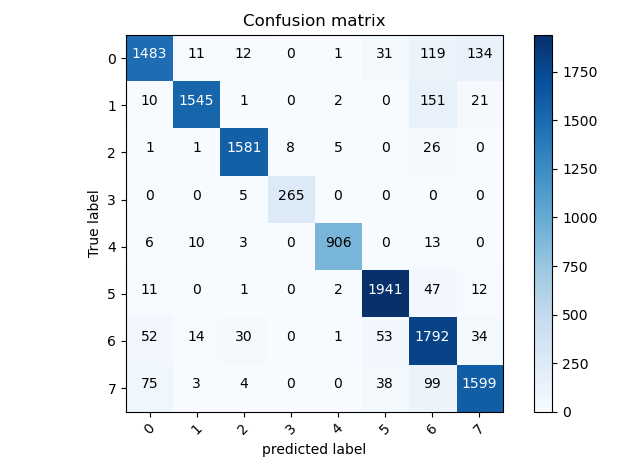 Confusion matrix
0 1483 11 12 0 1 31 119 134
1 10 1545 1 0 2 151 21
2 1 1 1581 8 5 0 26 0
3 0 0 5 265 0 0 0 0
4 6 10 3 0 906 0 13 0
5 11 0 1 0 2 1941 47 12
6 52 14 30 0 1 53 1792 34
7 75 3 4 0 0 38 99 1599
0 1 2 3 4 5 6 7
True label
predicted label
1750
1500
1250
1000
750
500
250
0